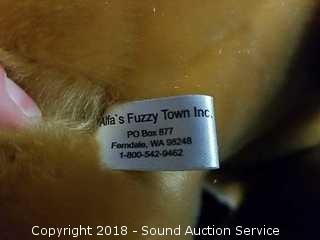 Alfa's Fuzzy Town Inc.
PO Box 877
Ferndale, WA 98248
1-800-542-9462
Copyright 2018 - Sound Auction Service